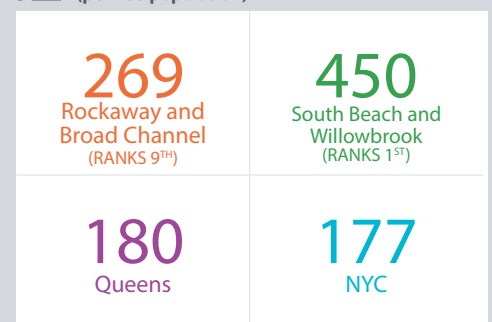 269
Rockaway and
Broad Channel
(RANKS 9TH)
450
South Beach and
Willowbrook
(RANKS 1ST)
180
Queens
177
NYC